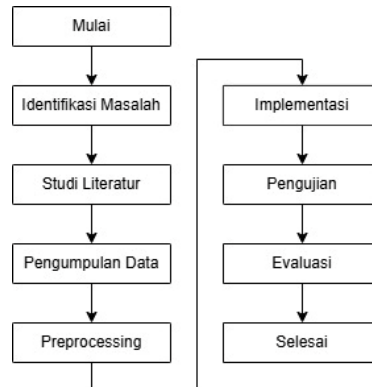 Mulai
Identifikasi Masalah
Studi Literatur
Pengumpulan Data
Preprocessing
Implementasi
Pengujian
Evaluasi
Selesai